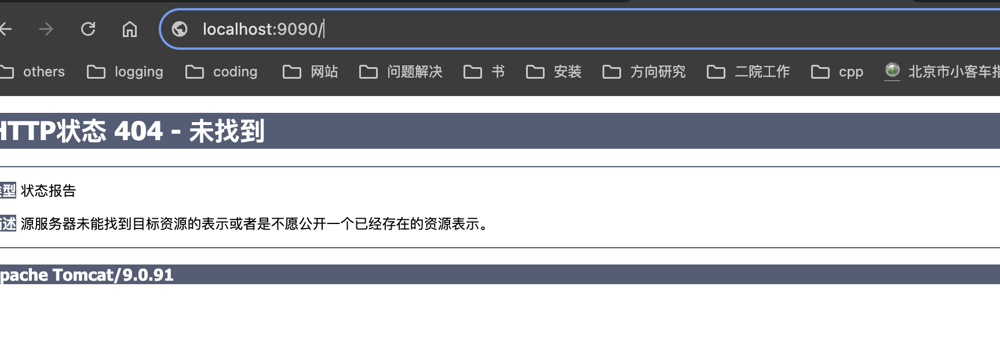 localhost:9090/
others logging coding 网站 问题解决 书 安装 方向研究 二院工作 cpp 北京市小客车指
HTTP状态 404 - 未找到
类型 状态报告
描述 源服务器未能找到目标资源的表示或者是不愿公开一个已经存在的资源表示。
pache Tomcat/9.0.91